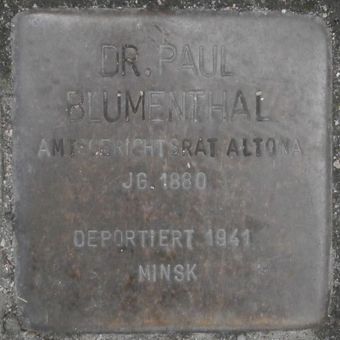 DR. PAUL
BLUMENTHAL
AMTSGERICHTSRAT ALTONA
JG. 1880
DEPORTIERT 1941
MINSK